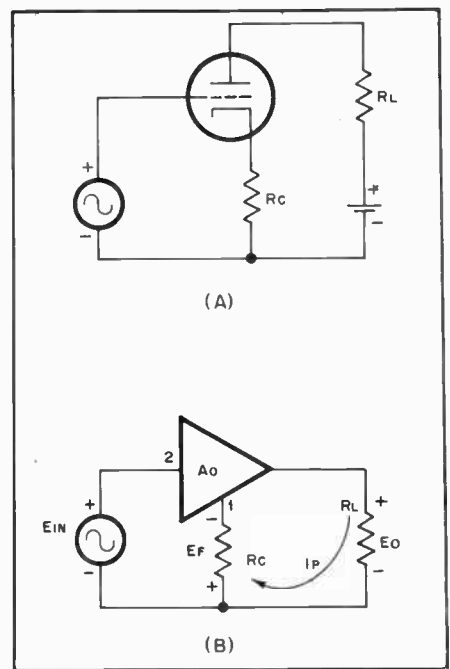 RL
+
RC
+
-
+
-
(A)
2
AO
1
+
EIN
-
-
EF
+
RC
IP
RL
+
EO
-
(B)